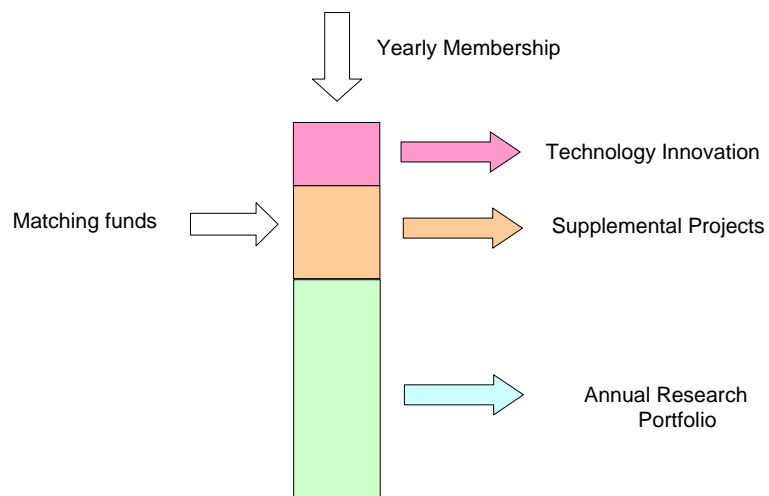 Yearly Membership
Technology Innovation
Matching funds
Supplemental Projects
Annual Research
Portfolio